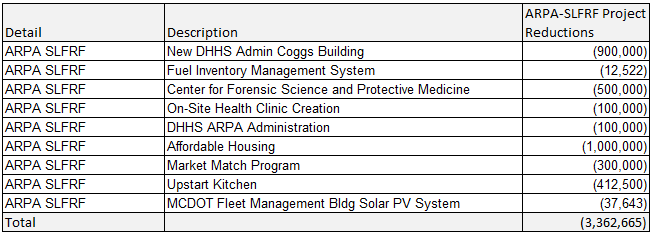 ARPA-SLFRF Project
Detail Description Reductions
ARPA SLFRF New DHHS Admin Coggs Building (900,000)
ARPA SLFRF Fuel Inventory Management System (12,522)
ARPA SLFRF Center for Forensic Science and Protective Medicine (500,000)
ARPA SLFRF On-Site Health Clinic Creation (100,000)
ARPA SLFRF DHHS ARPA Administration (100,000)
ARPA SLFRF Affordable Housing (1,000,000)
ARPA SLFRF Market Match Program (300,000)
ARPA SLFRF Upstart Kitchen (412,500)
ARPA SLFRF MCDOT Fleet Management Bldg Solar PV System (37,643)
Total (3,362,665)